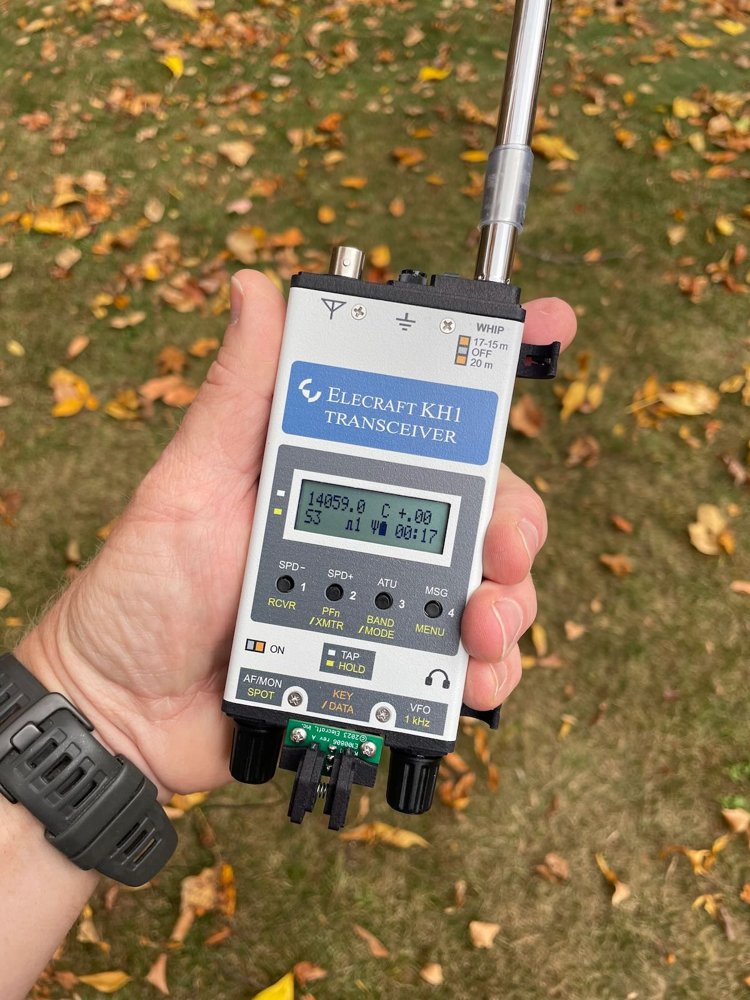 WHIP
17-15 m
OFF
20 m
ELECRAFT KH1
TRANSCEIVER
14059.0 C +.00
S3 1 00:17
SPD- SPD+ ATU MSG
1 2 3 4
RCVR PFn BAND MENU
/XMTR /MODE
ON
TAP
HOLD
AF/MON
SPOT
KEY
/DATA
VFO
1 kHz
©2023 Elecraft, Inc.
E100806 rev A